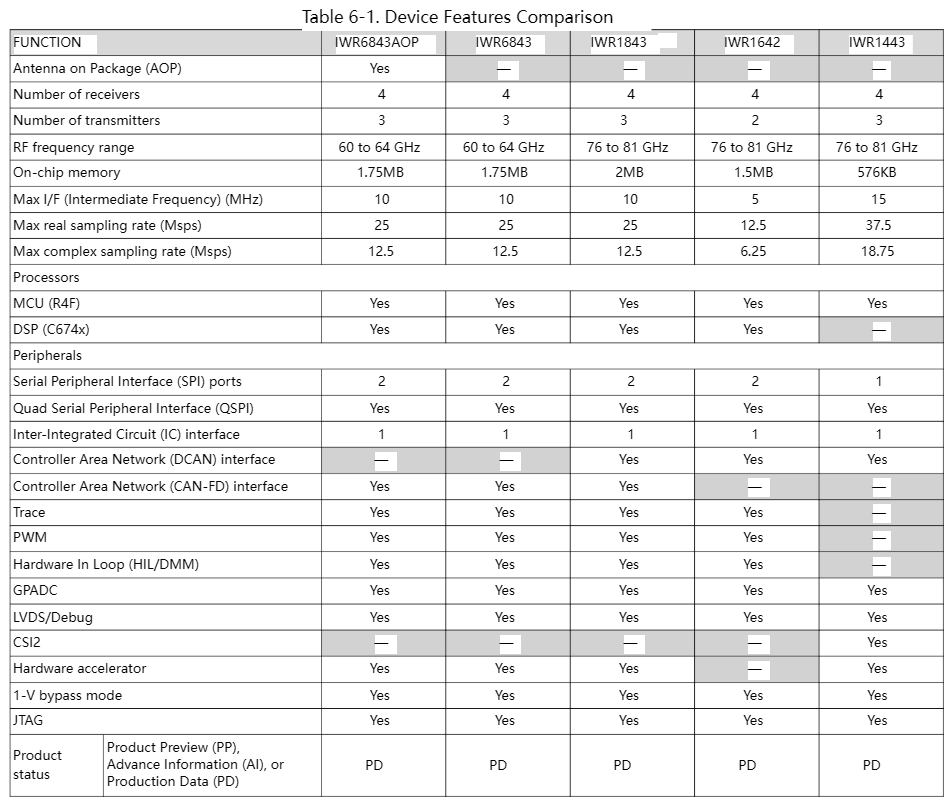 Table 6-1. Device Features Comparison
FUNCTION IWR6843AOP IWR6843 IWR1843 IWR1642 IWR1443
Antenna on Package (AOP) Yes — — — —
Number of receivers 4 4 4 4 4
Number of transmitters 3 3 3 2 3
RF frequency range 60 to 64 GHz 60 to 64 GHz 76 to 81 GHz 76 to 81 GHz 76 to 81 GHz
On-chip memory 1.75MB 1.75MB 2MB 1.5MB 576KB
Max I/F (Intermediate Frequency) (MHz) 10 10 10 5 15
Max real sampling rate (Msps) 25 25 25 12.5 37.5
Max complex sampling rate (Msps) 12.5 12.5 12.5 6.25 18.75
Processors
MCU (R4F) Yes Yes Yes Yes Yes
DSP (C674x) Yes Yes Yes Yes —
Peripherals
Serial Peripheral Interface (SPI) ports 2 2 2 2 1
Quad Serial Peripheral Interface (QSPI) Yes Yes Yes Yes Yes
Inter-Integrated Circuit (IC) interface 1 1 1 1 1
Controller Area Network (DCAN) interface — — Yes Yes Yes
Controller Area Network (CAN-FD) interface Yes Yes Yes — —
Trace Yes Yes Yes Yes —
PWM Yes Yes Yes Yes —
Hardware In Loop (HIL/DMM) Yes Yes Yes Yes —
GPADC Yes Yes Yes Yes Yes
LVDS/Debug Yes Yes Yes Yes Yes
CSI2 — — — — Yes
Hardware accelerator Yes Yes Yes — Yes
1-V bypass mode Yes Yes Yes Yes Yes
JTAG Yes Yes Yes Yes Yes
Product
status
Product Preview (PP),
Advance Information (AI), or
Production Data (PD)
PD PD PD PD PD